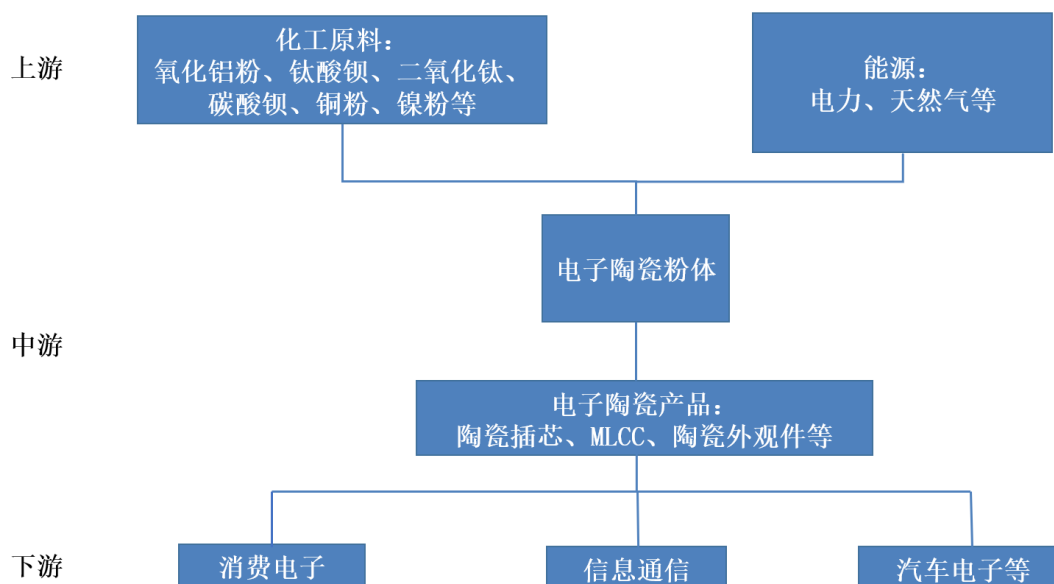 上游
化工原料：
氧化铝粉、钛酸钡、二氧化钛、
碳酸钡、铜粉、镍粉等
能源：
电力、天然气等
电子陶瓷粉体
中游
电子陶瓷产品：
陶瓷插芯、MLCC、陶瓷外观件等
下游
消费电子
信息通信
汽车电子等